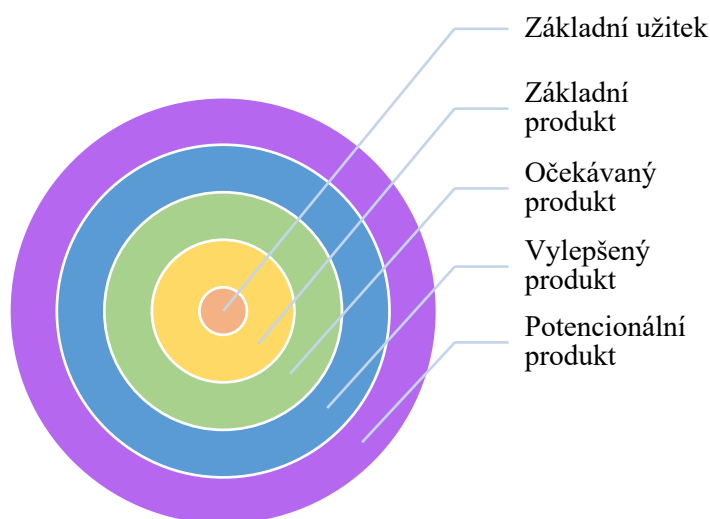 Základní užitek
Základní
produkt
Očekávaný
produkt
Vylepšený
produkt
Potencionální
produkt